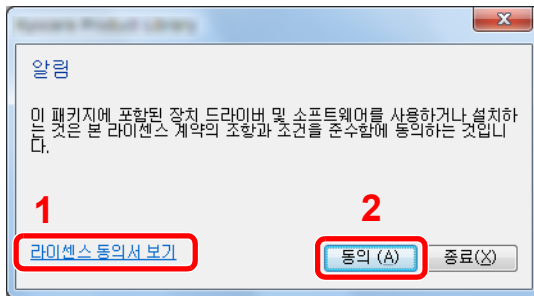 Kyocera Product Library
알림
이 패키지에 포함된 장치 드라이버 및 소프트웨어를 사용하거나 설치하
는 것은 본 라이센스 계약의 조항과 조건을 준수함에 동의하는 것입니
다.
1
2
라이센스 동의서 보기
동의 (A)
종료(X)